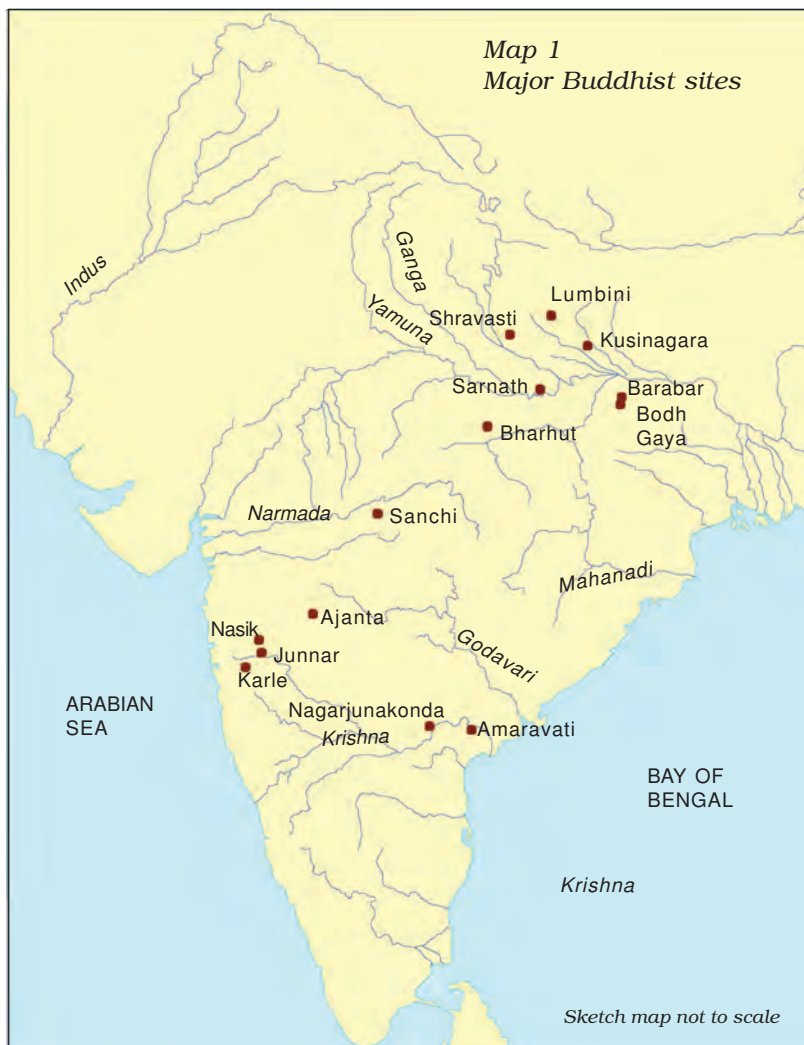 Map 1
Major Buddhist sites
Indus
Ganga
Yamuna
Lumbini
Shravasti
Kusinagara
Sarnath
Barabar
Bodh
Gaya
Bharhut
Narmada
Sanchi
Mahanadi
Ajanta
Nasik
Junnar
Karle
Godavari
ARABIAN
SEA
Nagarjunakonda
Krishna
Amaravati
BAY OF
BENGAL
Krishna
Sketch map not to scale